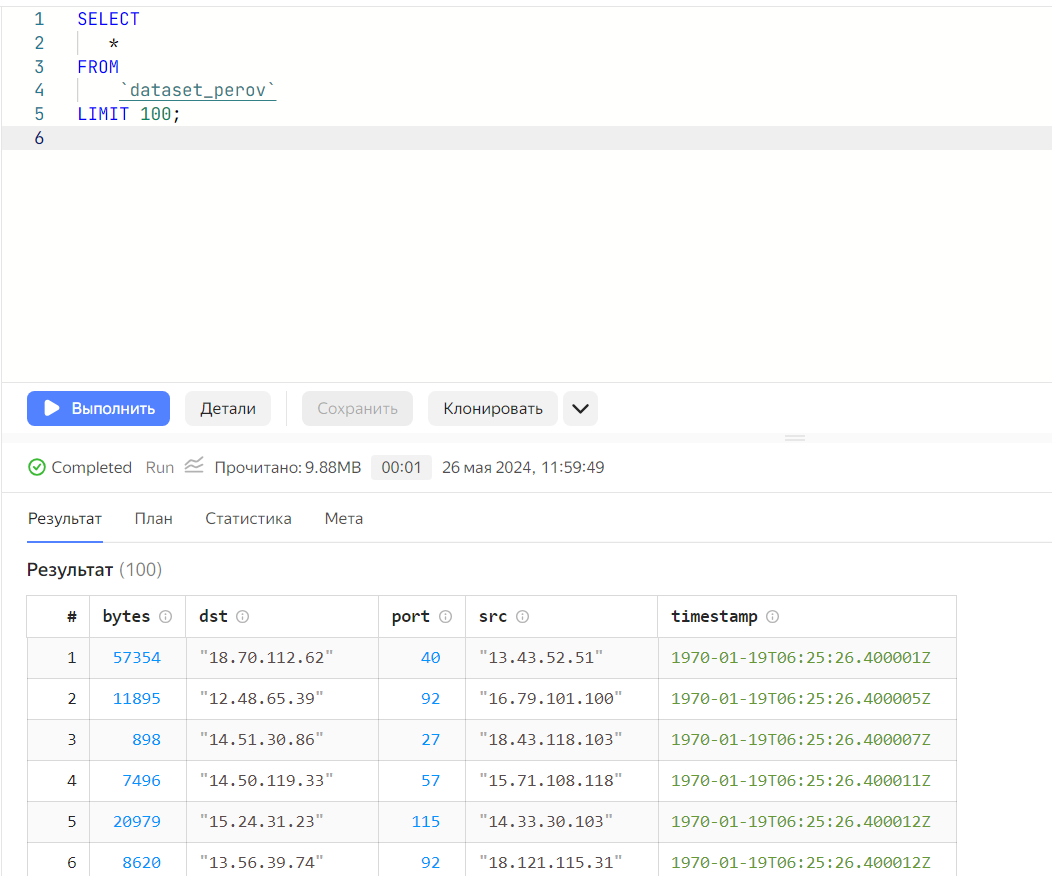 1 SELECT
2 *
3 FROM
4 `dataset_perov`
5 LIMIT 100;
6
Выполнить Детали Сохранить Клонировать
Completed Run Прочитано: 9.88MB 00:01 26 мая 2024, 11:59:49
Результат План Статистика Мета
Результат (100)
# bytes dst port src timestamp
1 57354 "18.70.112.62" 40 "13.43.52.51" 1970-01-19T06:25:26.400001Z
2 11895 "12.48.65.39" 92 "16.79.101.100" 1970-01-19T06:25:26.400005Z
3 898 "14.51.30.86" 27 "18.43.118.103" 1970-01-19T06:25:26.400007Z
4 7496 "14.50.119.33" 57 "15.71.108.118" 1970-01-19T06:25:26.400011Z
5 20979 "15.24.31.23" 115 "14.33.30.103" 1970-01-19T06:25:26.400012Z
6 8620 "13.56.39.74" 92 "18.121.115.31" 1970-01-19T06:25:26.400012Z